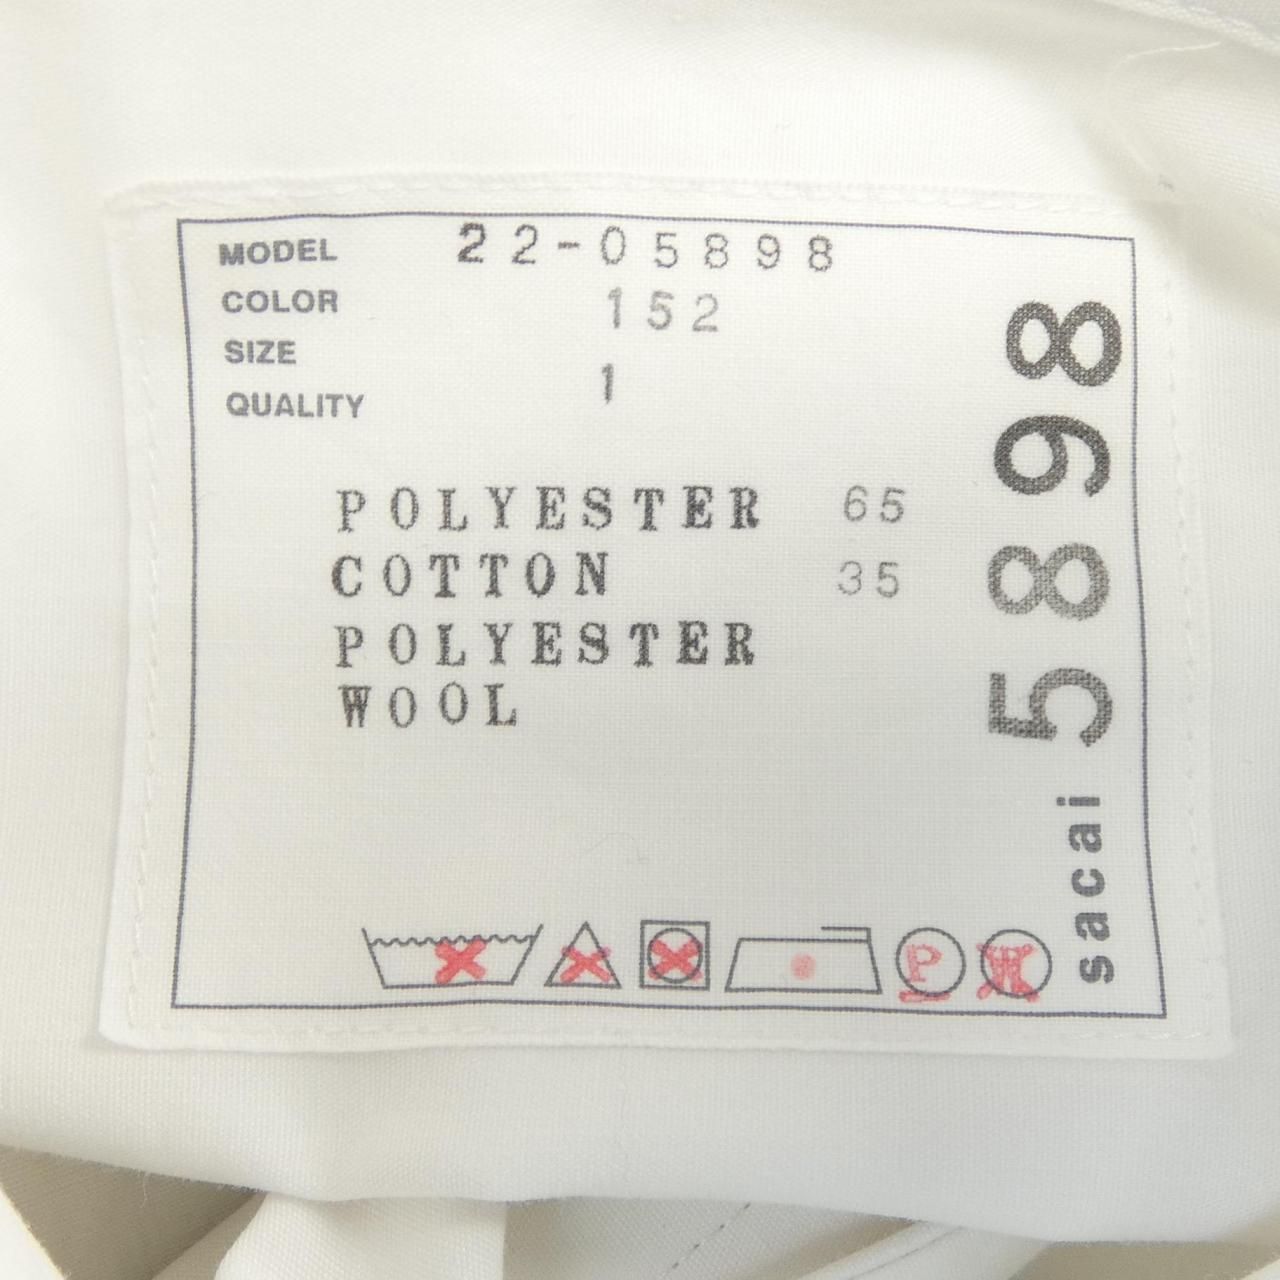 MODEL 22-05898
COLOR 152
SIZE 1
QUALITY
POLYESTER 65
COTTON 35
POLYESTER
WOOL
P
W
sacai 5898